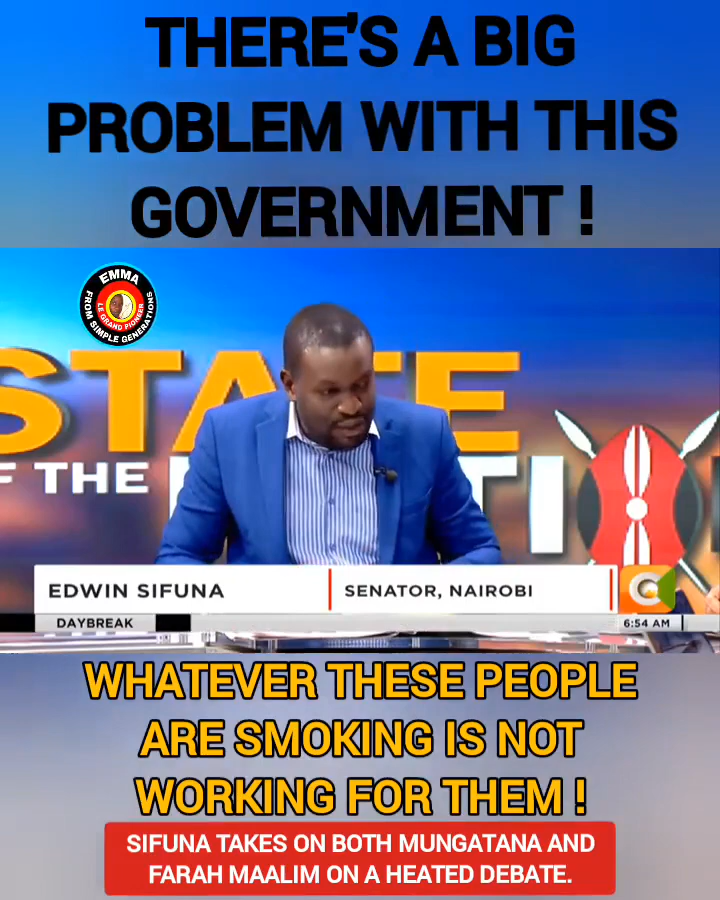 THERE'S A BIG
PROBLEM WITH THIS
GOVERNMENT !
EMMA
LE GRAND PIONEER
FROM SIMPLE GENERATIONS
STATE
F THE
TI
EDWIN SIFUNA
SENATOR, NAIROBI
DAYBREAK
6:54 AM
WHATEVER THESE PEOPLE
ARE SMOKING IS NOT
WORKING FOR THEM !
SIFUNA TAKES ON BOTH MUNGATANA AND
FARAH MAALIM ON A HEATED DEBATE.